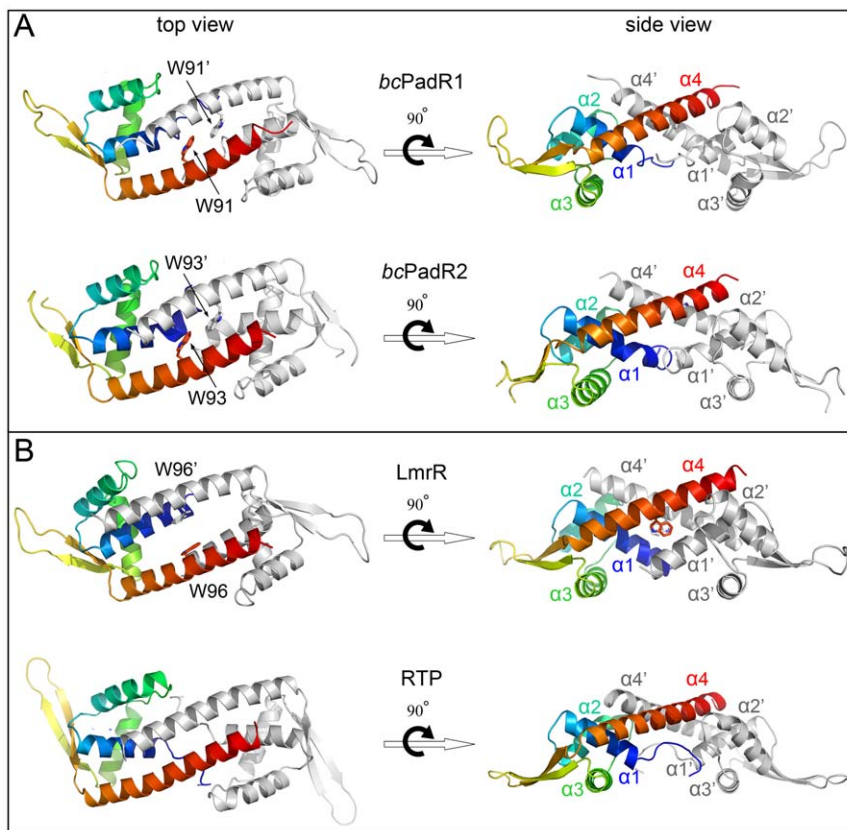 A
top view
side view
W91'
bcPadR1
90°
W91
α4'
α4
α2
α2'
α1
α1'
α3
α3'
W93'
bcPadR2
90°
W93
α4'
α4
α2
α2'
α1
α1'
α3
α3'
B
W96'
LmrR
90°
W96
α4'
α4
α2
α2'
α1
α1'
α3
α3'
RTP
90°
α4'
α4
α2
α2'
α1
α1'
α3
α3'